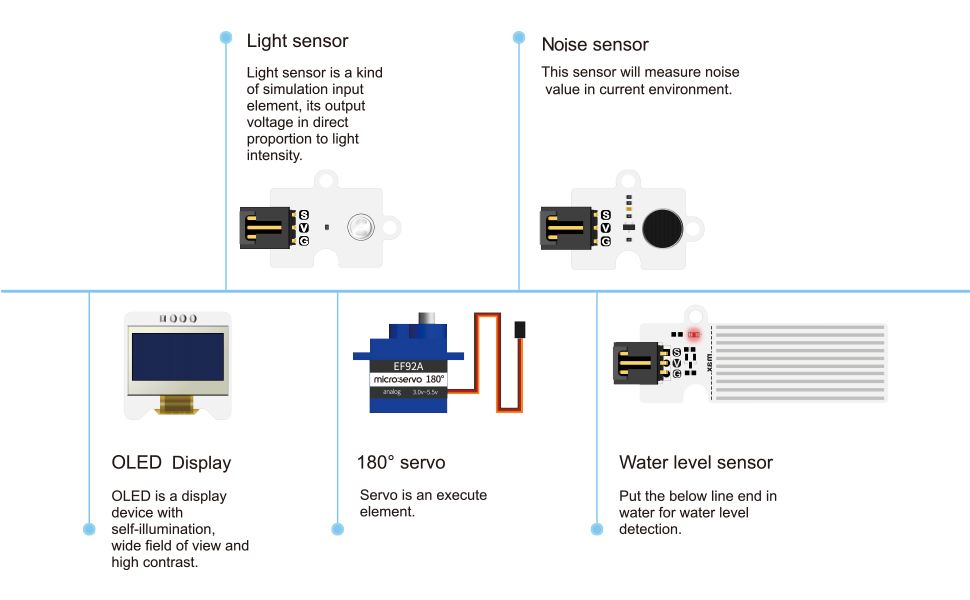 Light sensor
Light sensor is a kind
of simulation input
element, its output
voltage in direct
proportion to light
intensity.
S
V
G
Noise sensor
This sensor will measure noise
value in current environment.
S
V
G
OLED Display
OLED is a display
device with
self-illumination,
wide field of view and
high contrast.
EF92A
micro:servo 180°
analog 3.0v~5.5v
180° servo
Servo is an execute
element.
S
V
G
max
Water level sensor
Put the below line end in
water for water level
detection.